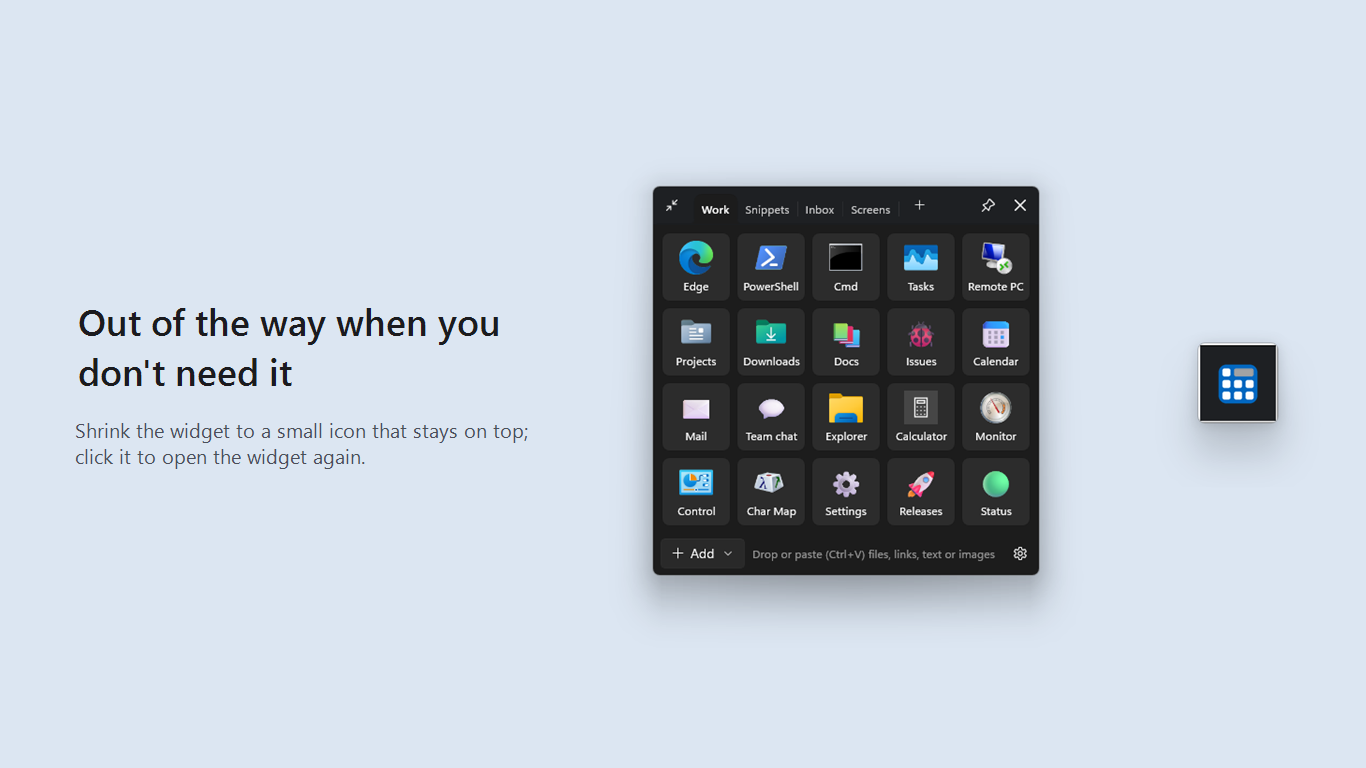 Out of the way when you
don't need it
Shrink the widget to a small icon that stays on top;
click it to open the widget again.
Work Snippets Inbox Screens
Edge PowerShell Cmd Tasks Remote PC
Projects Downloads Docs Issues Calendar
Mail Team chat Explorer Calculator Monitor
Control Char Map Settings Releases Status
Add Drop or paste (Ctrl+V) files, links, text or images